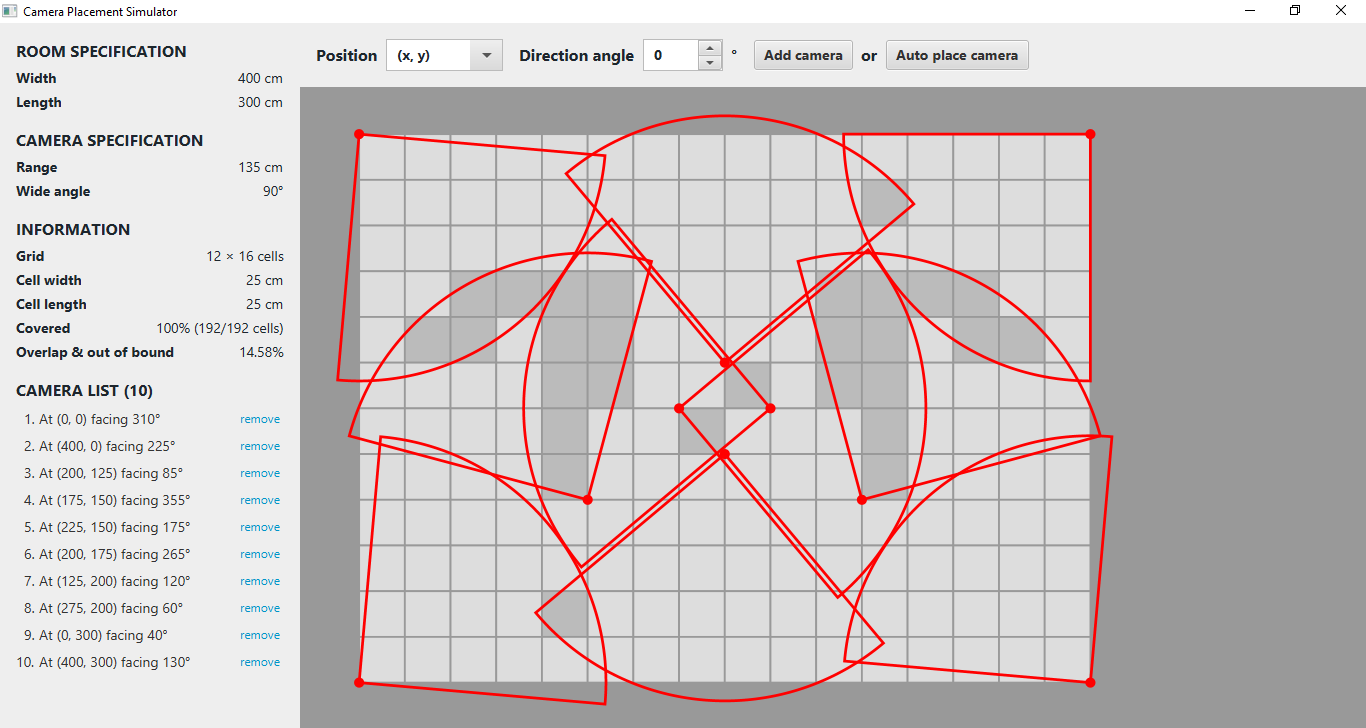 Camera Placement Simulator
ROOM SPECIFICATION
Width 400 cm
Length 300 cm
CAMERA SPECIFICATION
Range 135 cm
Wide angle 90°
INFORMATION
Grid 12 × 16 cells
Cell width 25 cm
Cell length 25 cm
Covered 100% (192/192 cells)
Overlap & out of bound 14.58%
CAMERA LIST (10)
1. At (0, 0) facing 310° remove
2. At (400, 0) facing 225° remove
3. At (200, 125) facing 85° remove
4. At (175, 150) facing 355° remove
5. At (225, 150) facing 175° remove
6. At (200, 175) facing 265° remove
7. At (125, 200) facing 120° remove
8. At (275, 200) facing 60° remove
9. At (0, 300) facing 40° remove
10. At (400, 300) facing 130° remove
Position (x, y) Direction angle 0 ° Add camera or Auto place camera